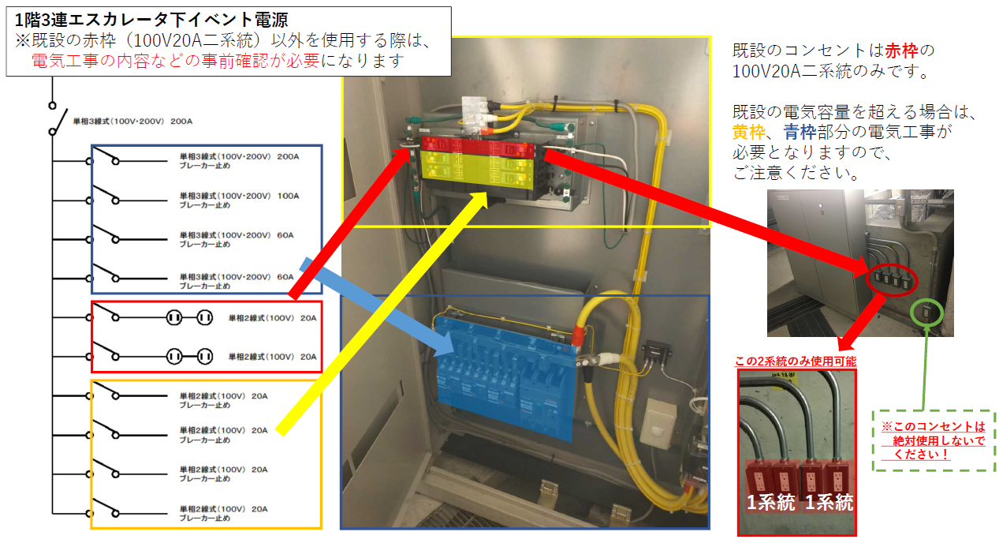 1階3連エスカレータ下イベント電源
※既設の赤枠（100V20A二系統）以外を使用する際は、
電気工事の内容などの事前確認が必要になります
単相3線式(100V・200V) 200A
単相3線式(100V・200V) 200A
ブレーカー止め
単相3線式(100V・200V) 100A
ブレーカー止め
単相3線式(100V・200V) 60A
ブレーカー止め
単相3線式(100V・200V) 60A
ブレーカー止め
単相2線式(100V) 20A
単相2線式(100V) 20A
単相2線式(100V) 20A
ブレーカー止め
単相2線式(100V) 20A
ブレーカー止め
単相2線式(100V) 20A
ブレーカー止め
単相2線式(100V) 20A
ブレーカー止め
既設のコンセントは赤枠の
100V20A二系統のみです。
既設の電気容量を超える場合は、
黄枠、青枠部分の電気工事が
必要となりますので、
ご注意ください。
この2系統のみ使用可能
1系統 1系統
※このコンセントは
絶対使用しないで
ください！